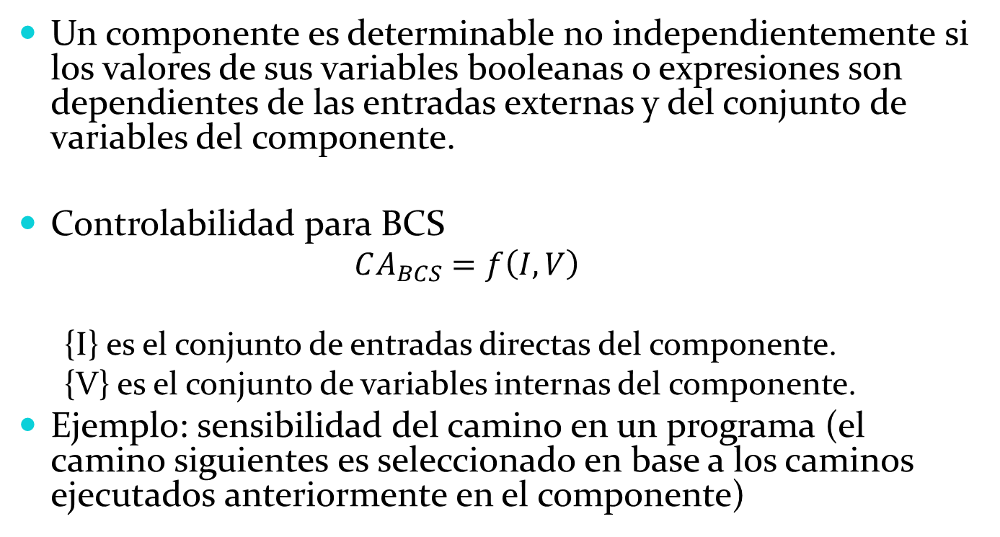 • Un componente es determinable no independientemente si
los valores de sus variables booleanas o expresiones son
dependientes de las entradas externas y del conjunto de
variables del componente.
• Controlabilidad para BCS
CA_BCS = f(I,V)
{I} es el conjunto de entradas directas del componente.
{V} es el conjunto de variables internas del componente.
• Ejemplo: sensibilidad del camino en un programa (el
camino siguientes es seleccionado en base a los caminos
ejecutados anteriormente en el componente)